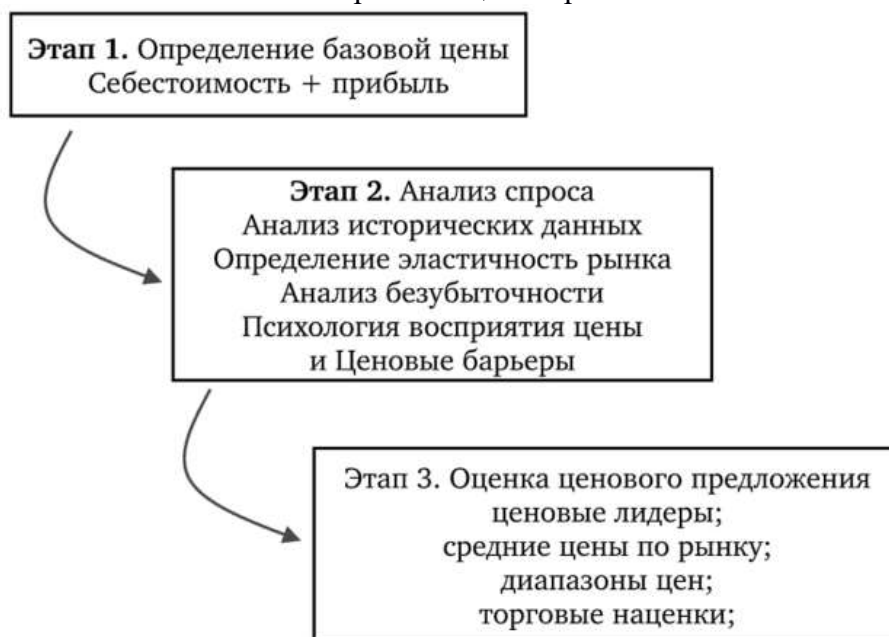 Этап 1. Определение базовой цены
Себестоимость + прибыль
Этап 2. Анализ спроса
Анализ исторических данных
Определение эластичность рынка
Анализ безубыточности
Психология восприятия цены
и Ценовые барьеры
Этап 3. Оценка ценового предложения
ценовые лидеры;
средние цены по рынку;
диапазоны цен;
торговые наценки;